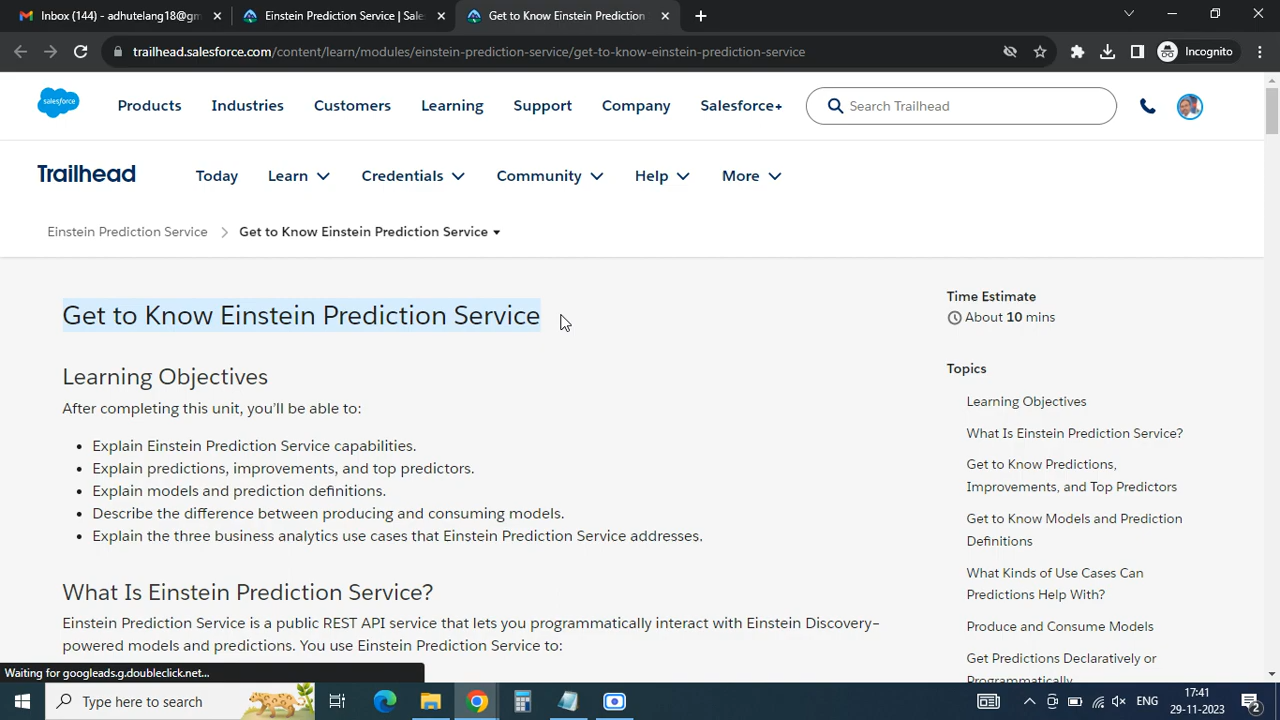 Inbox (144) - adhutelang18@gm
Einstein Prediction Service | Sales
Get to Know Einstein Prediction
trailhead.salesforce.com/content/learn/modules/einstein-prediction-service/get-to-know-einstein-prediction-service
Incognito
salesforce
Products
Industries
Customers
Learning
Support
Company
Salesforce+
Search Trailhead
Trailhead
Today
Learn
Credentials
Community
Help
More
Einstein Prediction Service
Get to Know Einstein Prediction Service
Get to Know Einstein Prediction Service
Learning Objectives
After completing this unit, you’ll be able to:
• Explain Einstein Prediction Service capabilities.
• Explain predictions, improvements, and top predictors.
• Explain models and prediction definitions.
• Describe the difference between producing and consuming models.
• Explain the three business analytics use cases that Einstein Prediction Service addresses.
What Is Einstein Prediction Service?
Einstein Prediction Service is a public REST API service that lets you programmatically interact with Einstein Discovery–
powered models and predictions. You use Einstein Prediction Service to:
Time Estimate
About 10 mins
Topics
Learning Objectives
What Is Einstein Prediction Service?
Get to Know Predictions,
Improvements, and Top Predictors
Get to Know Models and Prediction
Definitions
What Kinds of Use Cases Can
Predictions Help With?
Produce and Consume Models
Get Predictions Declaratively or
Programmatically
Waiting for googleads.g.doubleclick.net...
Type here to search
ENG
17:41
29-11-2023
2